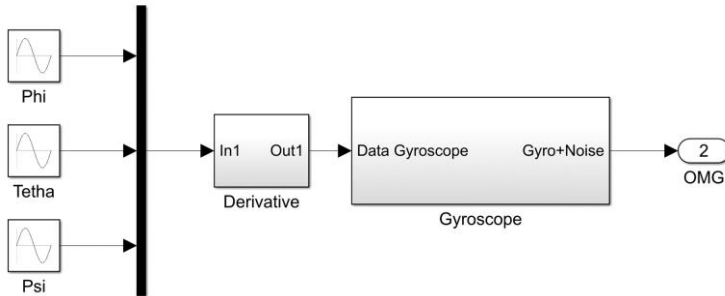 Phi
Tetha
Psi
In1 Out1
Derivative
Data Gyroscope Gyro+Noise
Gyroscope
2
OMG